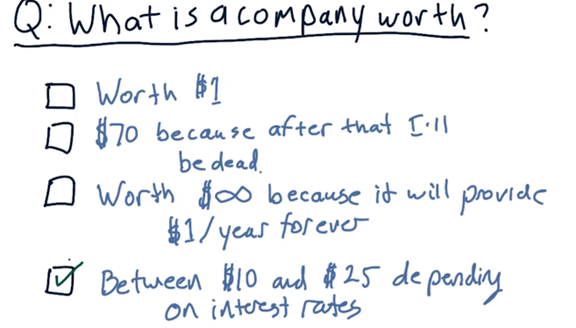 Q: What is a company worth?
Worth $1
$70 because after that I'll
be dead.
Worth $∞ because it will provide
$1/year forever
Between $10 and $25 depending
on interest rates